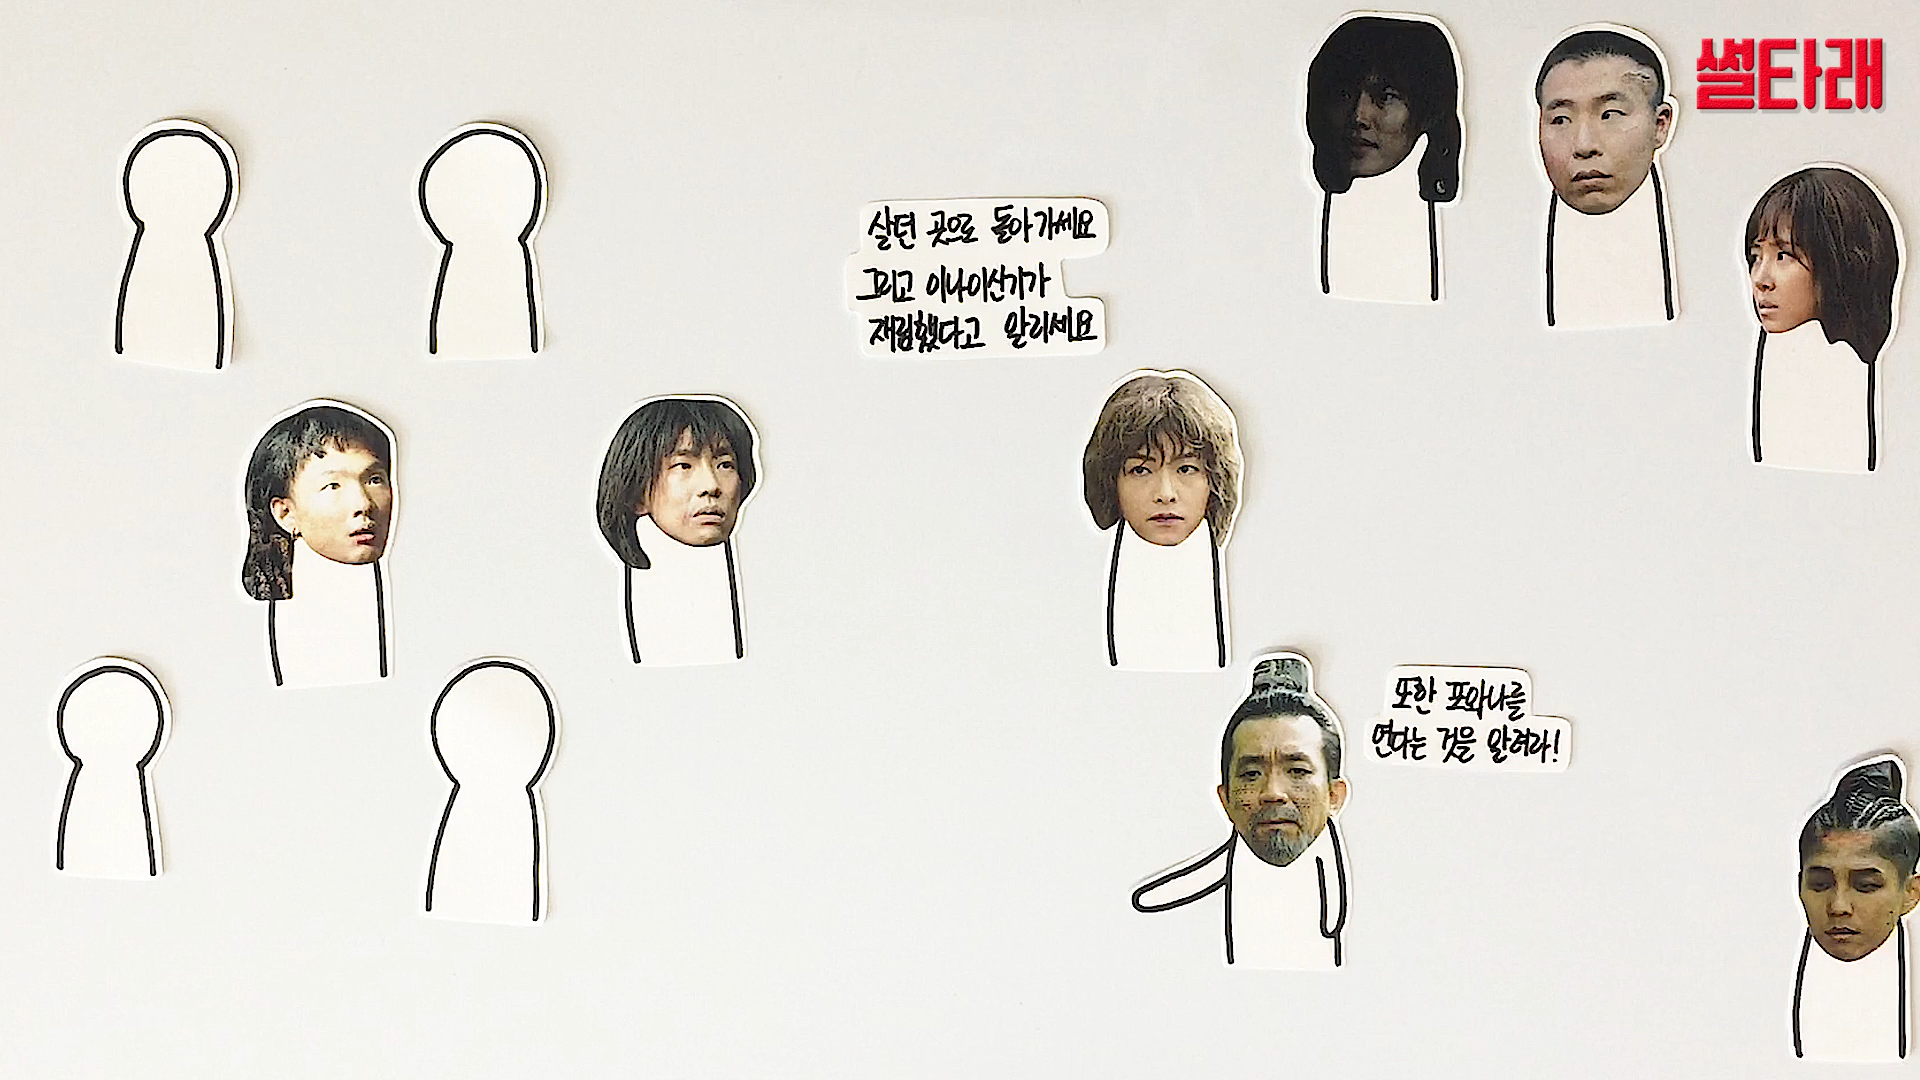 썰타래
살던 곳으로 돌아가세요
그리고 이나이신기가
재림했다고 알리세요
또한 포와나를
연다는 것을 알려라!